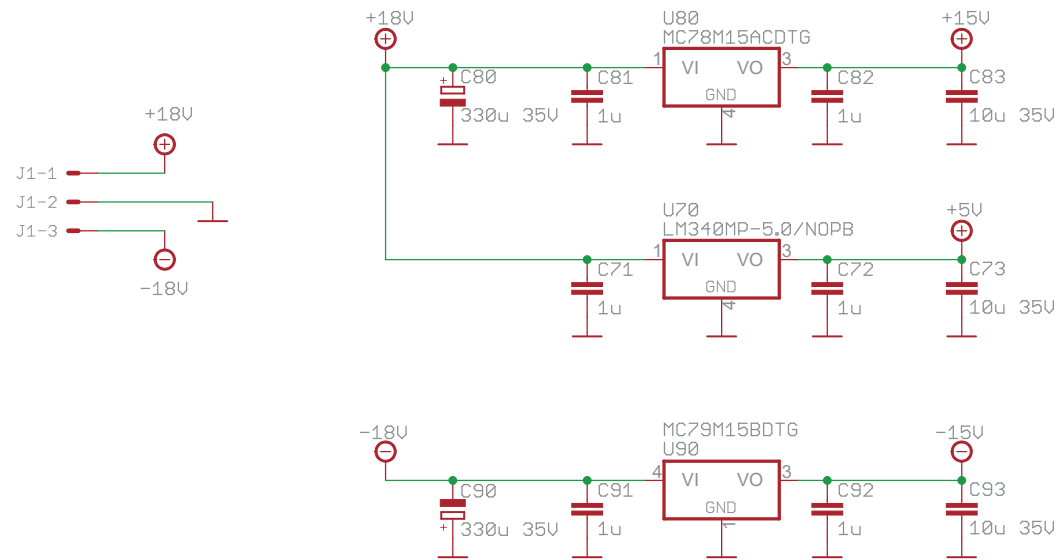 +18V
J1-1
J1-2
J1-3
-18V
+18V
C80
+
330u 35V
C81
1u
U80
MC78M15ACDTG
1
VI
VO
3
GND
4
C82
1u
+15V
C83
10u 35V
C71
1u
U70
LM340MP-5.0/NOPB
1
VI
VO
3
GND
4
C72
1u
+5V
C73
10u 35V
-18V
C90
+
330u 35V
C91
1u
MC79M15BDTG
U90
4
VI
VO
3
GND
1
C92
1u
-15V
C93
10u 35V